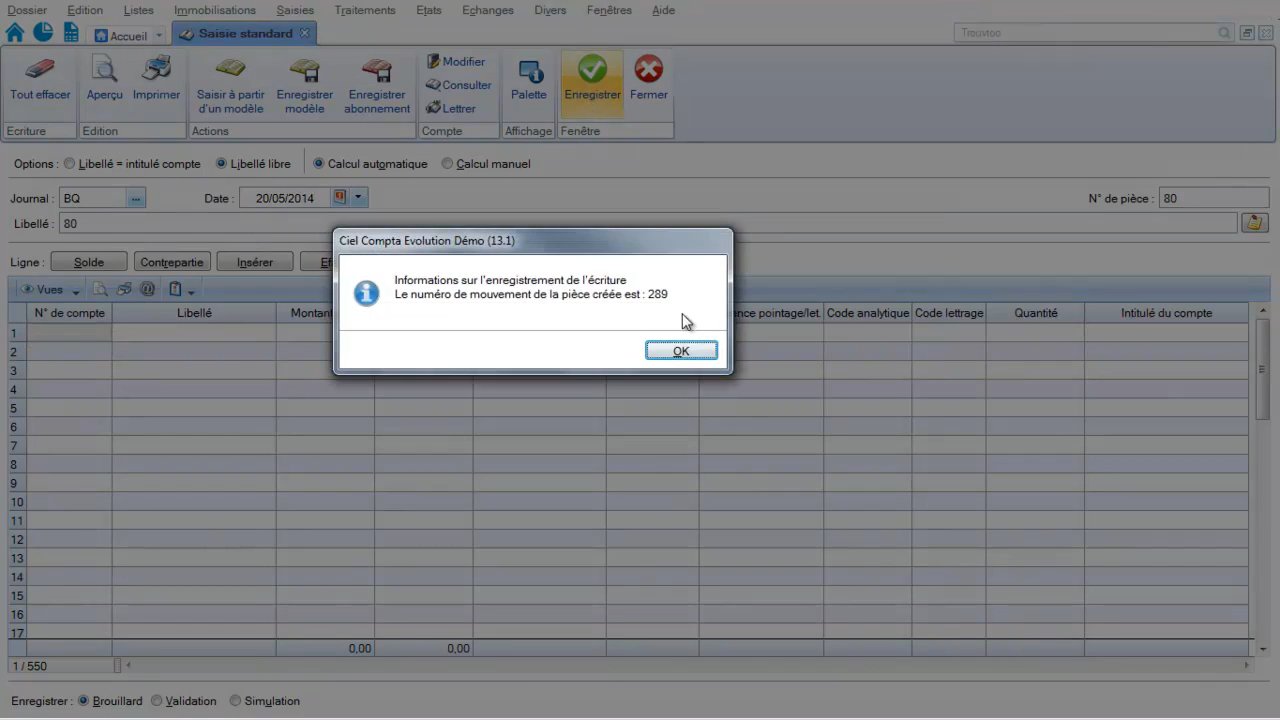 Dossier Edition Listes Immobilisations Saisies Traitements Etats Echanges Divers Fenêtres Aide
Accueil Saisie standard Trouvtoo
Tout effacer Aperçu Imprimer Saisir à partir d'un modèle Enregistrer modèle Enregistrer abonnement Modifier Consulter Lettrer Palette Enregistrer Fermer
Ecriture Edition Actions Compte Affichage Fenêtre
Options : Libellé = intitulé compte Libellé libre Calcul automatique Calcul manuel
Journal : BQ ... Date : 20/05/2014 N° de pièce : 80
Libellé : 80
Ciel Compta Evolution Démo (13.1)
Informations sur l'enregistrement de l'écriture
Le numéro de mouvement de la pièce créée est : 289
OK
Ligne : Solde Contrepartie Insérer
Vues
N° de compte Libellé Montant pointage/let. Code analytique Code lettrage Quantité Intitulé du compte
1
2
3
4
5
6
7
8
9
10
11
12
13
14
15
16
17
0,00 0,00
1 / 550
Enregistrer : Brouillard Validation Simulation